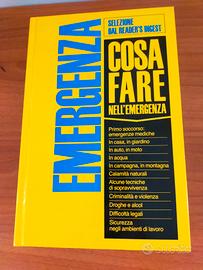 EMERGENZA
SELEZIONE
DAL READER'S DIGEST
COSA
FARE
NELL'EMERGENZA
Primo soccorso:
emergenze mediche
In casa, in giardino
In auto, in moto
In acqua
In campagna, in montagna
Calamità naturali
Alcune tecniche
di sopravvivenza
Criminalità e violenza
Droghe e alcol
Difficoltà legali
Sicurezza
negli ambienti di lavoro
subito